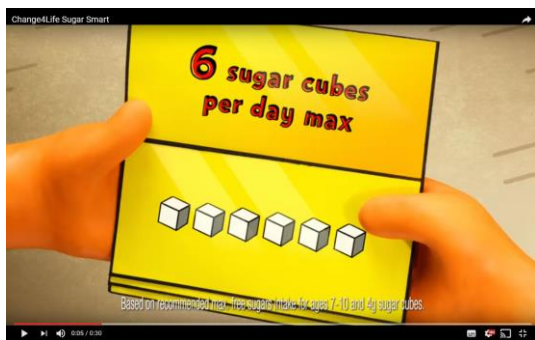 Change4Life Sugar Smart
6 sugar cubes
per day max
Based on recommended max. free sugars intake for ages 7-10 and 4g sugar cubes.
0:05 / 0:30